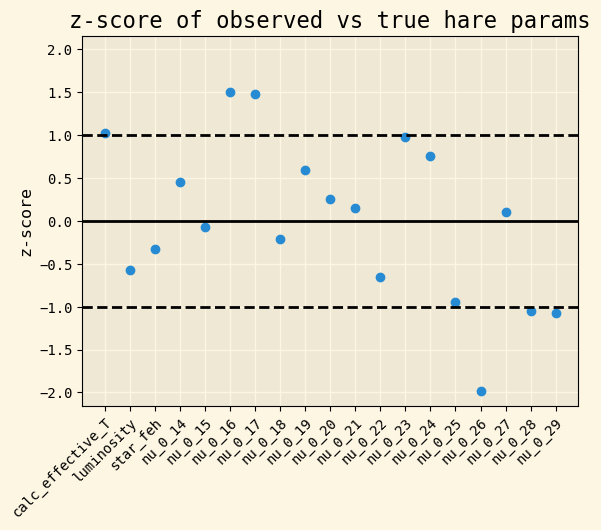 z-score of observed vs true hare params
z-score
2.0
1.5
1.0
0.5
0.0
−0.5
−1.0
−1.5
−2.0
calc_effective_T
luminosity
star_feh
nu_0_14
nu_0_15
nu_0_16
nu_0_17
nu_0_18
nu_0_19
nu_0_20
nu_0_21
nu_0_22
nu_0_23
nu_0_24
nu_0_25
nu_0_26
nu_0_27
nu_0_28
nu_0_29